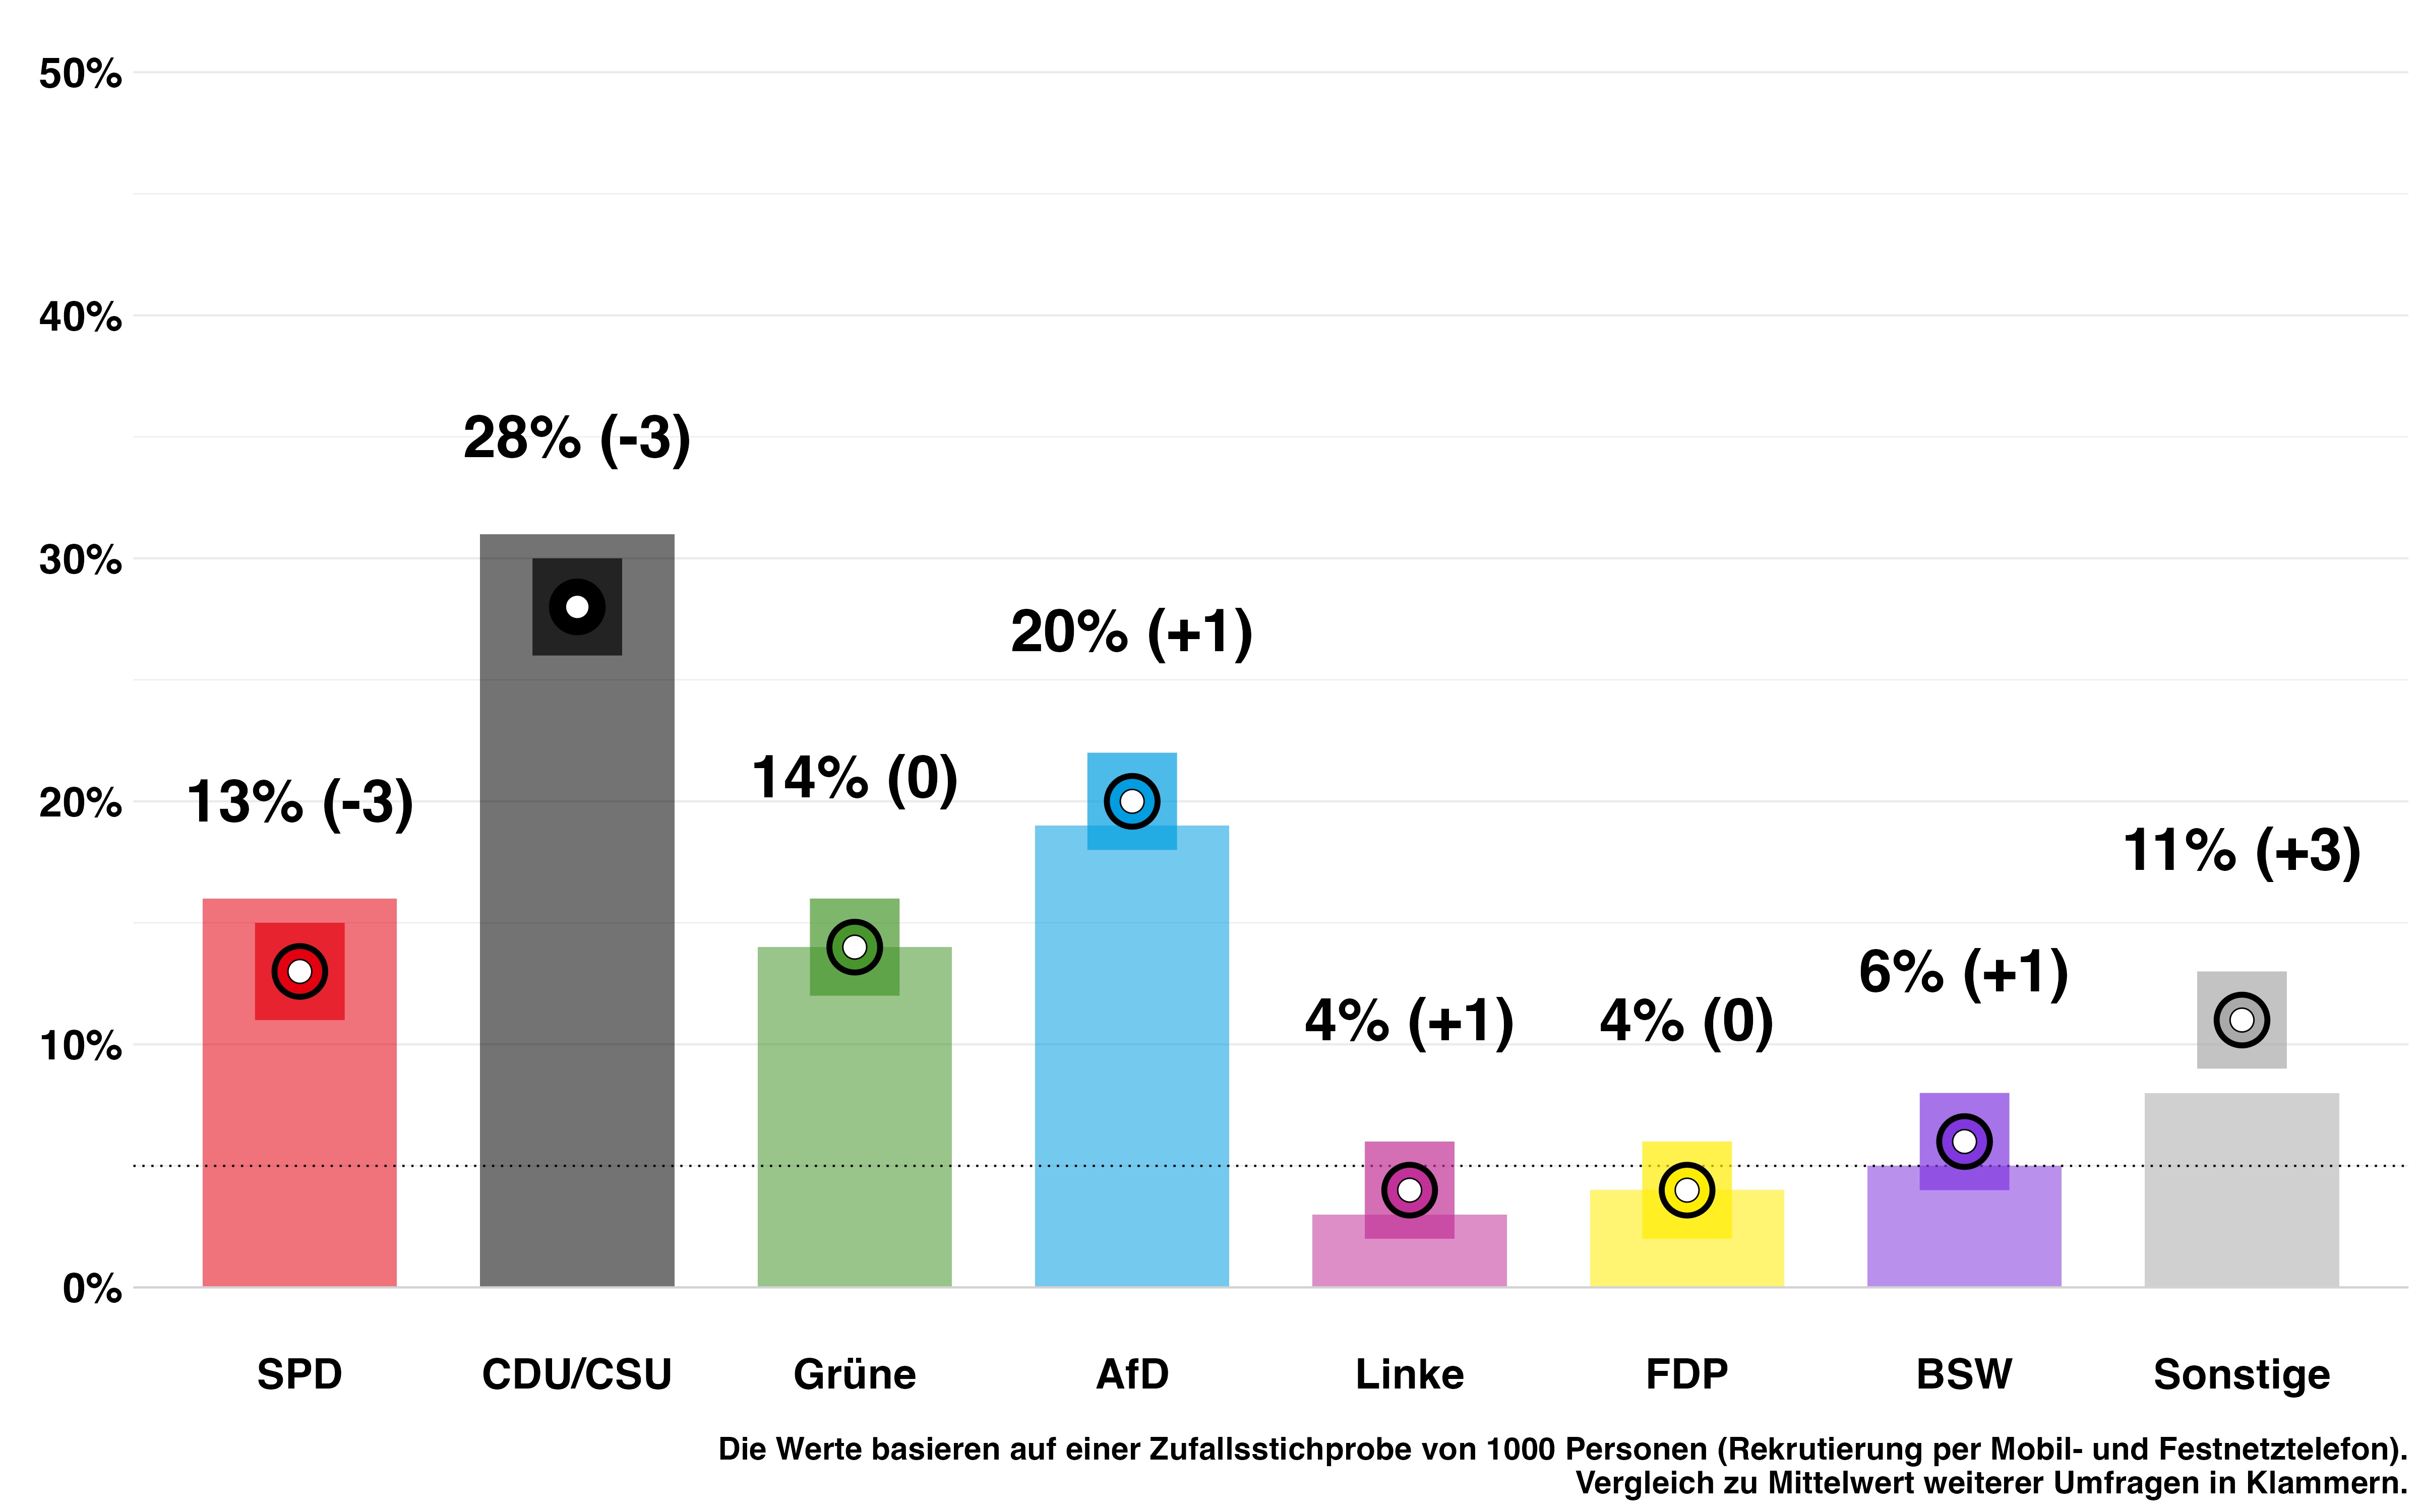 50%
40%
30%
20%
10%
0%
13% (-3)
28% (-3)
14% (0)
20% (+1)
4% (+1)
4% (0)
6% (+1)
11% (+3)
SPD
CDU/CSU
Grüne
AfD
Linke
FDP
BSW
Sonstige
Die Werte basieren auf einer Zufallsstichprobe von 1000 Personen (Rekrutierung per Mobil- und Festnetztelefon).
Vergleich zu Mittelwert weiterer Umfragen in Klammern.